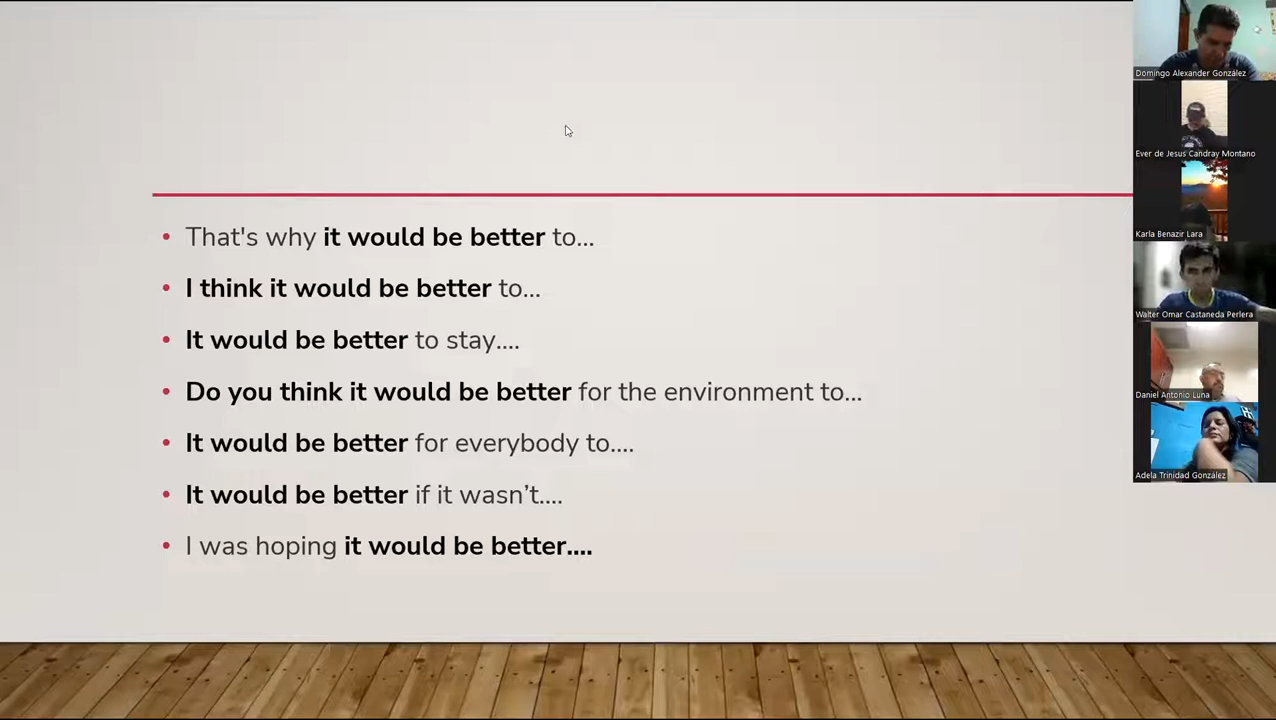 That's why it would be better to...
I think it would be better to...
It would be better to stay....
Do you think it would be better for the environment to...
It would be better for everybody to....
It would be better if it wasn’t....
I was hoping it would be better....
Domingo Alexander González
Ever de Jesus Candray Montano
Karla Benazir Lara
Walter Omar Castaneda Perlera
Daniel Antonio Luna
Adela Trinidad González